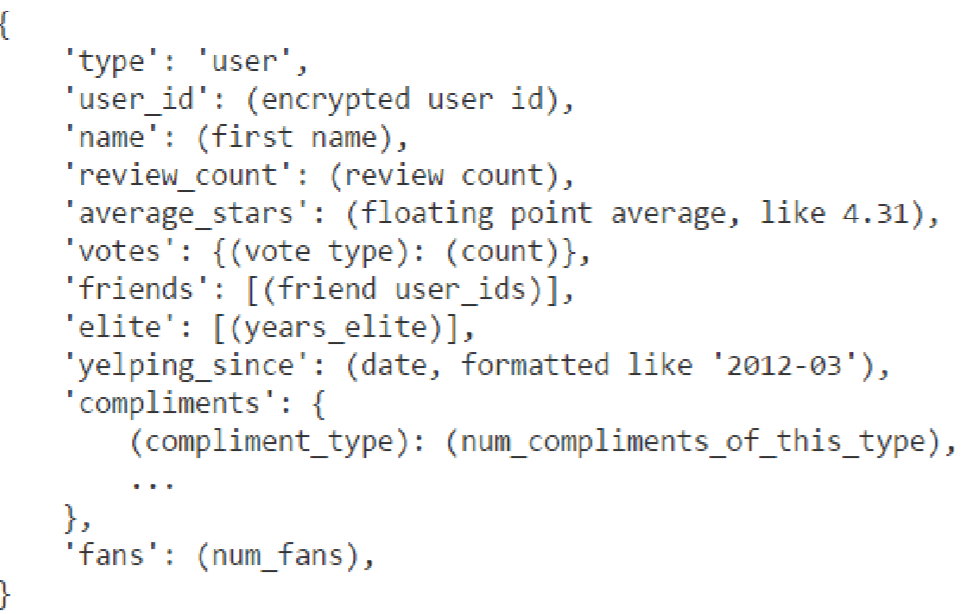 {
    'type': 'user',
    'user_id': (encrypted user id),
    'name': (first name),
    'review_count': (review count),
    'average_stars': (floating point average, like 4.31),
    'votes': {(vote type): (count)},
    'friends': [(friend user_ids)],
    'elite': [(years_elite)],
    'yelping_since': (date, formatted like '2012-03'),
    'compliments': {
        (compliment_type): (num_compliments_of_this_type),
        ...
    },
    'fans': (num_fans),
}